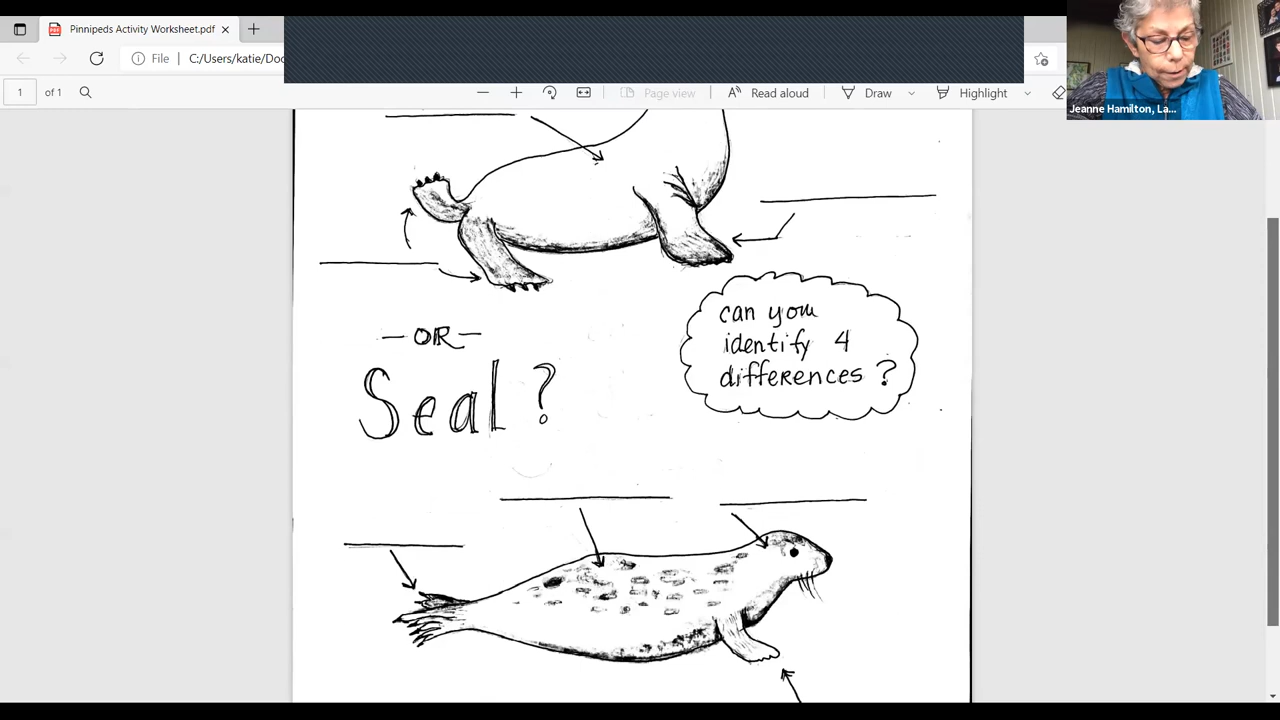 Pinnipeds Activity Worksheet.pdf
File C:/Users/katie/Doc
1 of 1 Page view Read aloud Draw Highlight
Jeanne Hamilton, La...
—OR—
Seal?
can you
identify 4
differences?